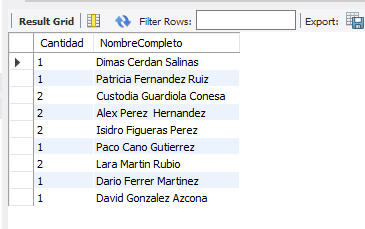 Result Grid Filter Rows: Export:
Cantidad NombreCompleto
1 Dimas Cerdan Salinas
1 Patricia Fernandez Ruiz
2 Custodia Guardiola Conesa
2 Alex Perez  Hernandez
2 Isidro Figueras Perez
1 Paco Cano Gutierrez
2 Lara Martin Rubio
1 Dario Ferrer Martinez
1 David Gonzalez Azcona